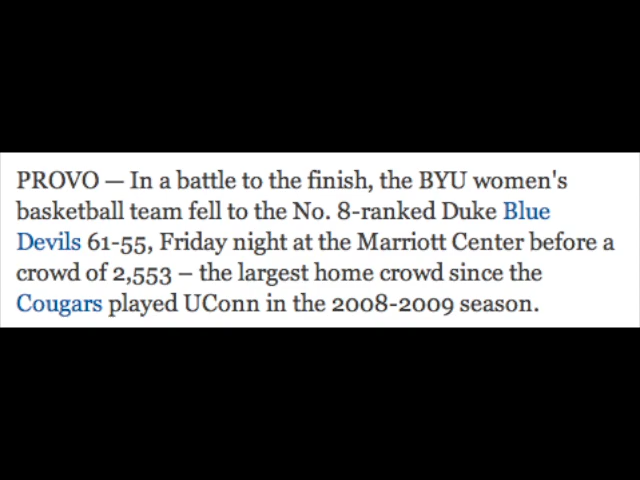 PROVO — In a battle to the finish, the BYU women's
basketball team fell to the No. 8-ranked Duke Blue
Devils 61-55, Friday night at the Marriott Center before a
crowd of 2,553 – the largest home crowd since the
Cougars played UConn in the 2008-2009 season.